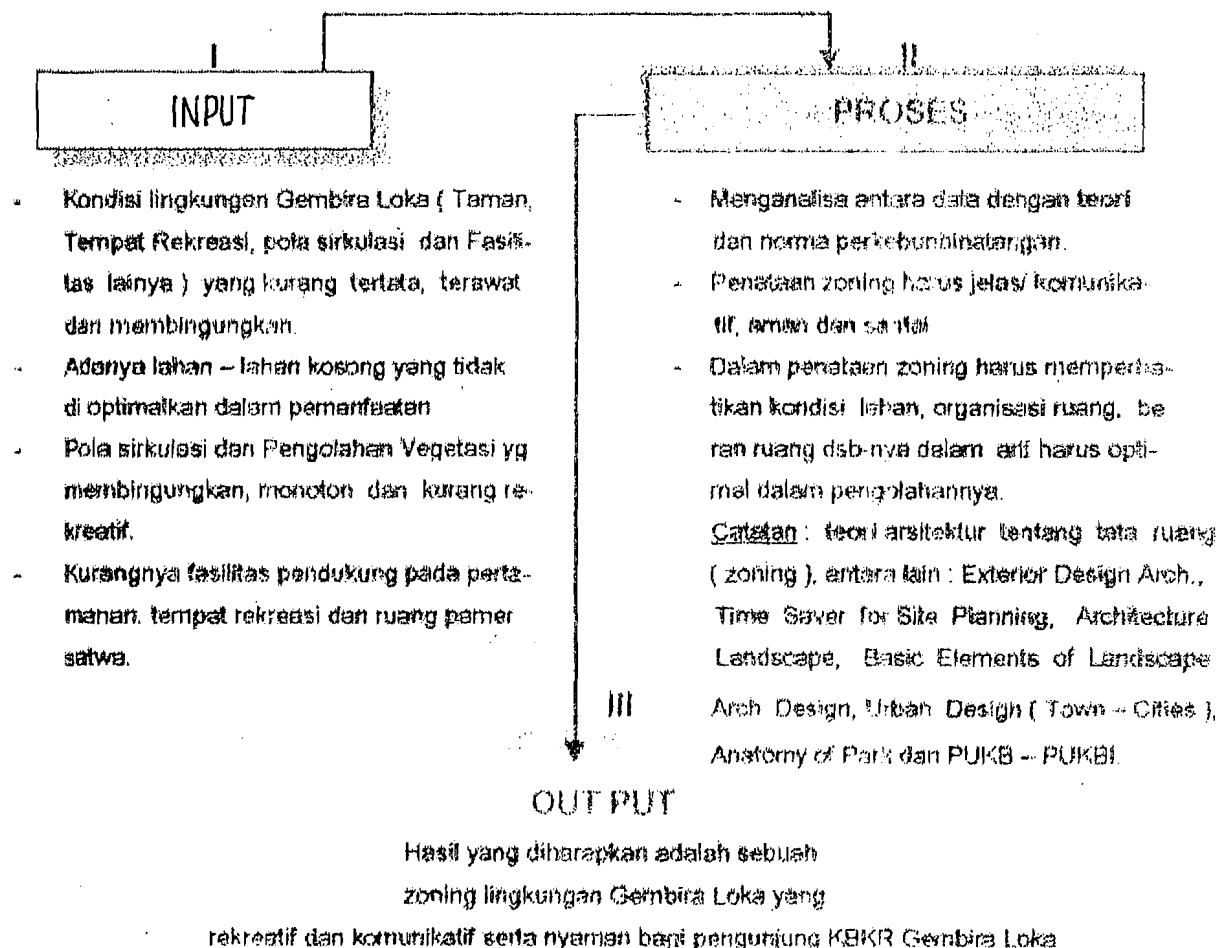 I
INPUT
- Kondisi lingkungan Gembira Loka ( Taman,
Tempat Rekreasi, pola sirkulasi dan Fasili-
tas lainya ) yang kurang tertata, terawat
dan membingungkan.
- Adanya lahan – lahan kosong yang tidak
di optimalkan dalam pemanfaatan
- Pola sirkulasi dan Pengolahan Vegetasi yg
membingungkan, monoton dan kurang re-
kreatif.
- Kurangnya fasilitas pendukung pada perta-
manan. tempat rekreasi dan ruang pamer
satwa.
II
PROSES
- Menganalisa antara data dengan teori
dan norma perkebunbinatangan.
- Penataan zoning harus jelas/ komunika-
tif, aman dan santai
- Dalam penataan zoning harus memperha-
tikan kondisi lahan, organisasi ruang, be
ran ruang dsb-nya dalam arti harus opti-
mal dalam pengolahannya.
Catatan : teori arsitektur tentang tata ruang
( zoning ), antara lain : Exterior Design Arch.,
Time Saver for Site Planning, Architecture
Landscape, Basic Elements of Landscape
Arch Design, Urban Design ( Town – Cities ),
Anatomy of Park dan PUKB – PUKBI.
III
OUT PUT
Hasil yang diharapkan adalah sebuah
zoning lingkungan Gembira Loka yang
rekreatif dan komunikatif serta nyaman bagi pengunjung KBKR Gembira Loka